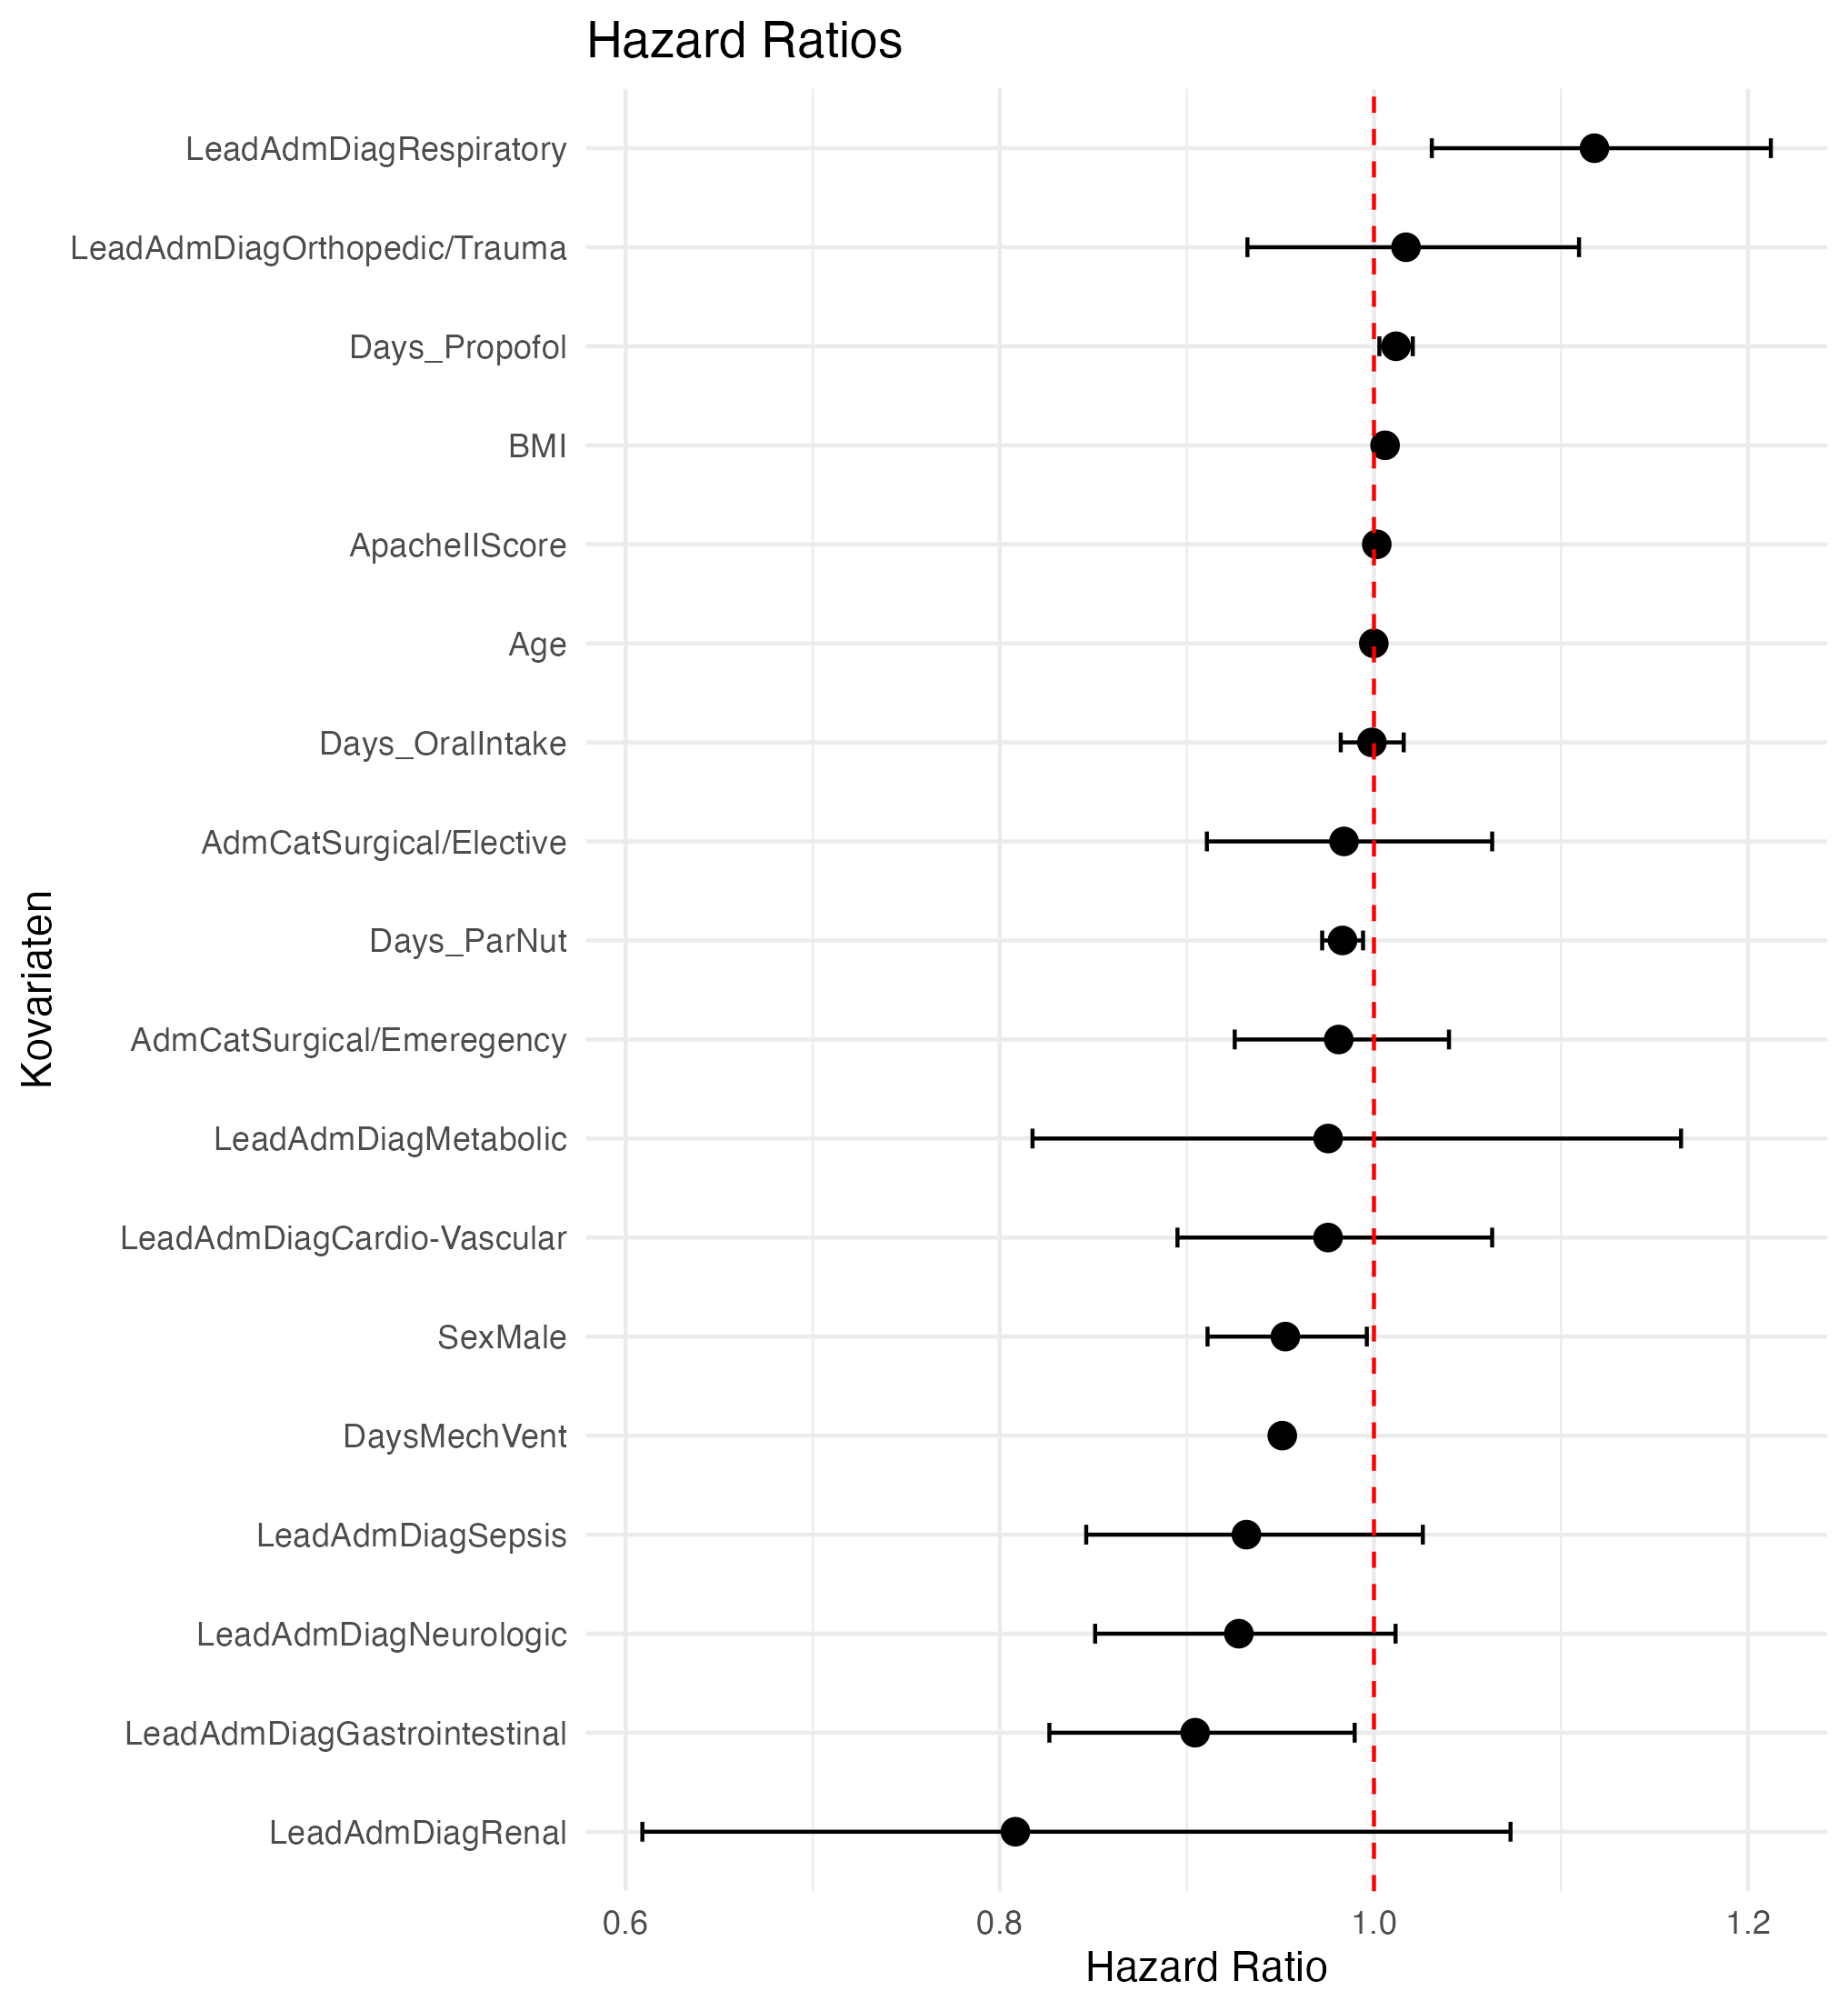 Hazard Ratios
LeadAdmDiagRespiratory
LeadAdmDiagOrthopedic/Trauma
Days_Propofol
BMI
ApacheIIScore
Age
Days_OralIntake
AdmCatSurgical/Elective
Days_ParNut
AdmCatSurgical/Emeregency
LeadAdmDiagMetabolic
LeadAdmDiagCardio-Vascular
SexMale
DaysMechVent
LeadAdmDiagSepsis
LeadAdmDiagNeurologic
LeadAdmDiagGastrointestinal
LeadAdmDiagRenal
Kovariaten
0.6 0.8 1.0 1.2
Hazard Ratio